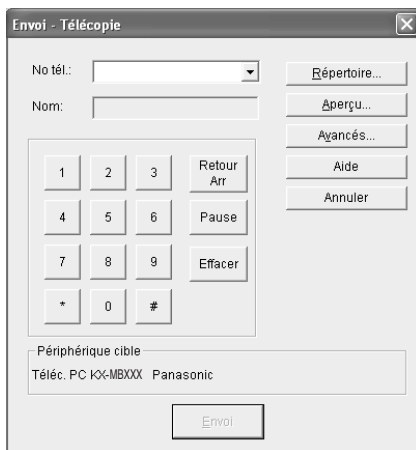 Envoi - Télécopie
No tél.:
Répertoire...
Nom:
Aperçu...
Avancés...
Aide
Annuler
1 2 3 Retour Arr
4 5 6 Pause
7 8 9 Effacer
* 0 #
Périphérique cible
Téléc. PC KX-MBXXX Panasonic
Envoi